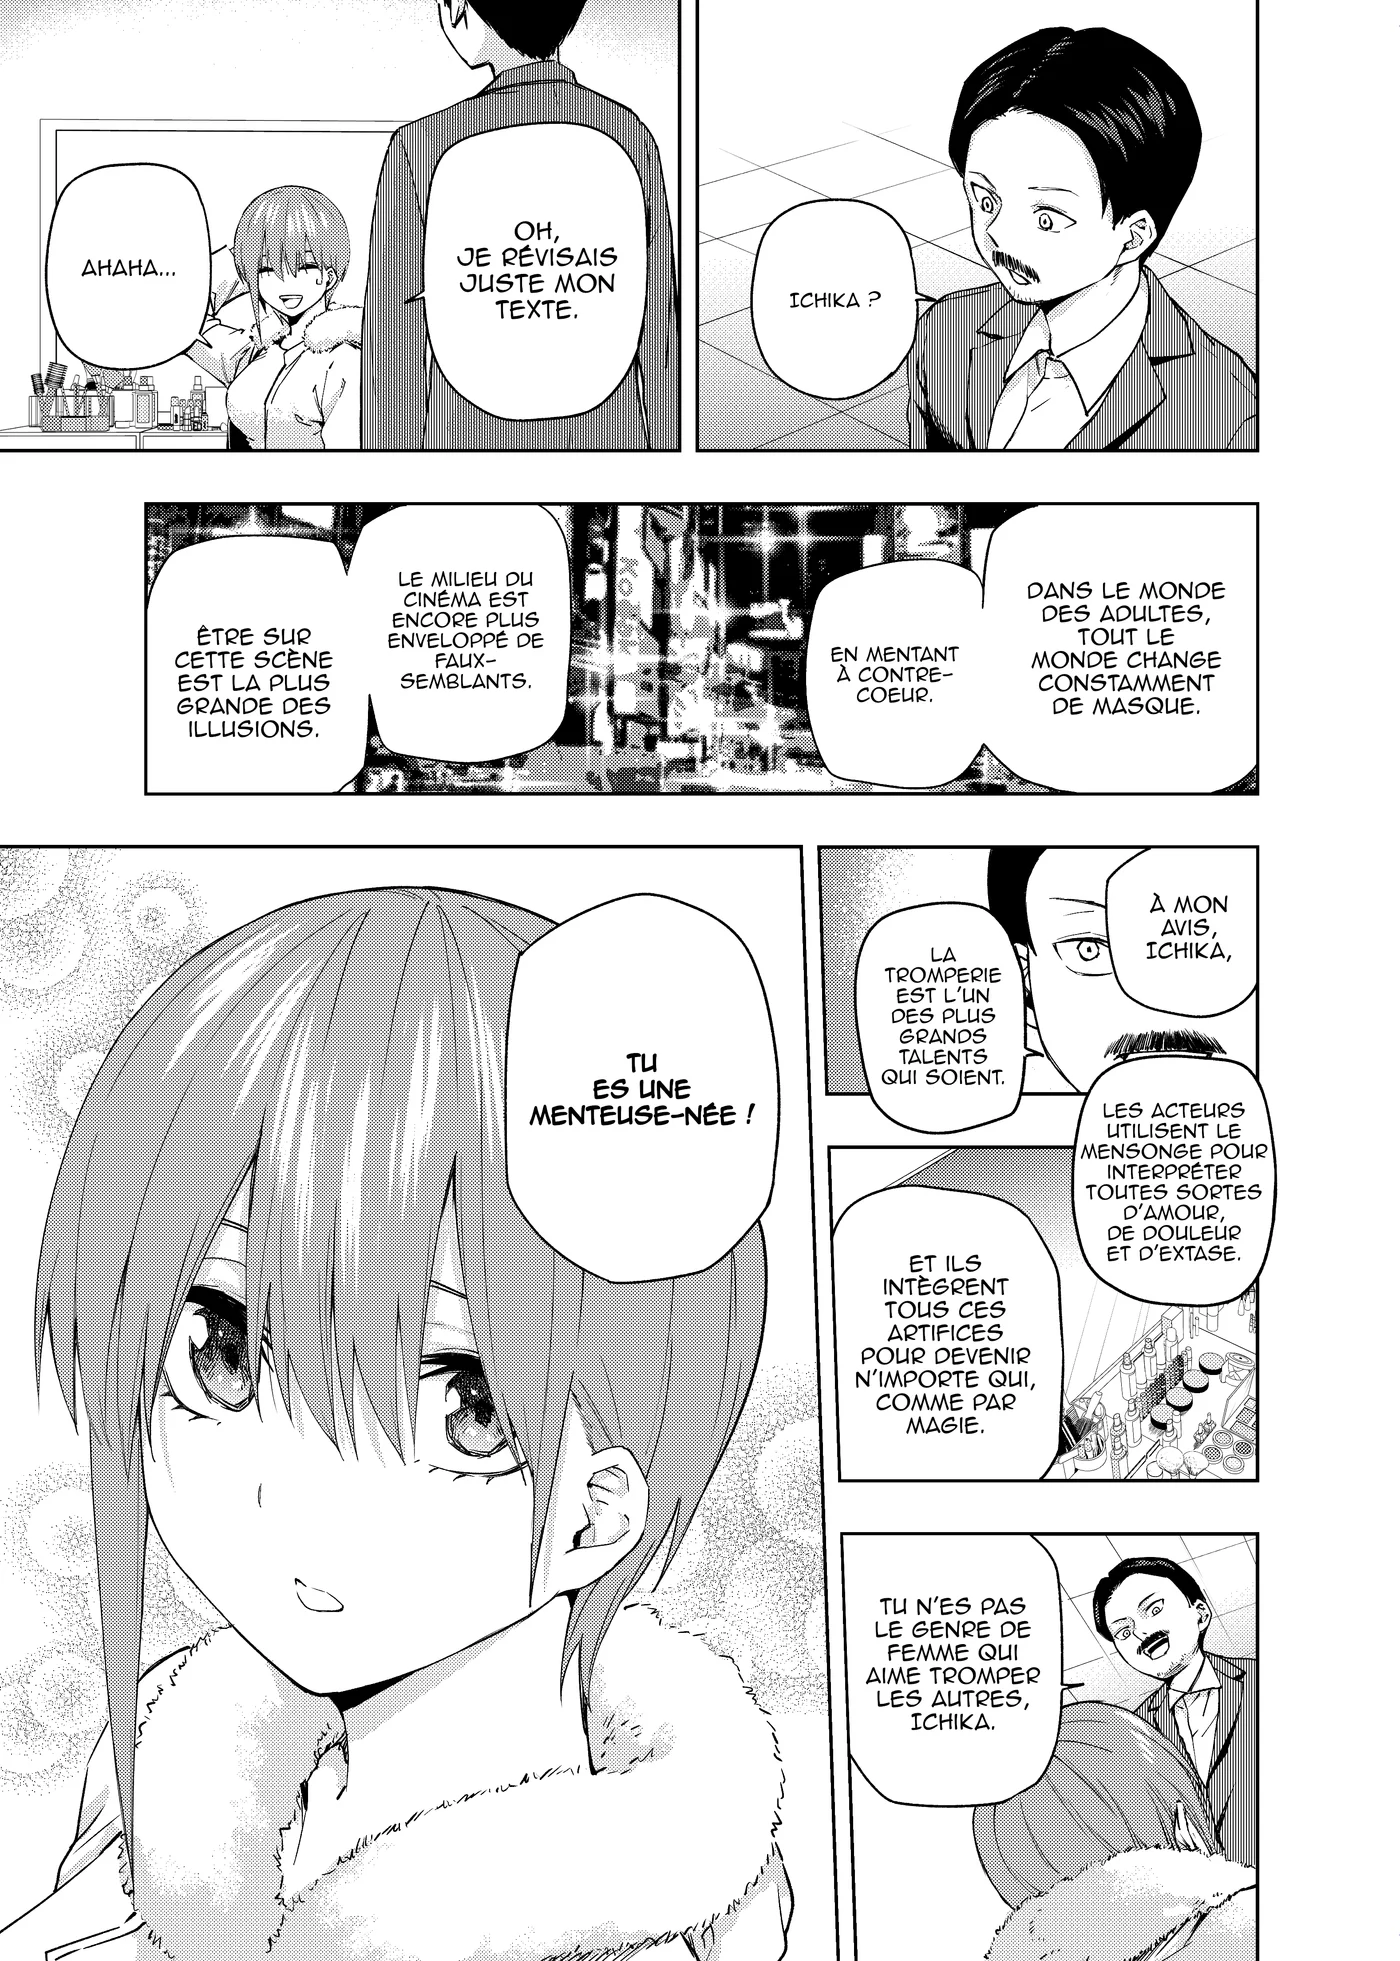 ICHIKA ?
OH,
JE RÉVISAIS
JUSTE MON
TEXTE.
AHAHA...
DANS LE MONDE
DES ADULTES,
TOUT LE
MONDE CHANGE
CONSTAMMENT
DE MASQUE.
EN MENTANT
À CONTRE-
COEUR.
LE MILIEU DU
CINÉMA EST
ENCORE PLUS
ENVELOPPÉ DE
FAUX-
SEMBLANTS.
ÊTRE SUR
CETTE SCÈNE
EST LA PLUS
GRANDE DES
ILLUSIONS.
À MON
AVIS,
ICHIKA,
LA
TROMPERIE
EST L'UN
DES PLUS
GRANDS
TALENTS
QUI SOIENT.
LES ACTEURS
UTILISENT LE
MENSONGE POUR
INTERPRÉTER
TOUTES SORTES
D'AMOUR,
DE DOULEUR
ET D'EXTASE.
ET ILS
INTÈGRENT
TOUS CES
ARTIFICES
POUR DEVENIR
N'IMPORTE QUI,
COMME PAR
MAGIE.
TU N'ES PAS
LE GENRE DE
FEMME QUI
AIME TROMPER
LES AUTRES,
ICHIKA.
TU
ES UNE
MENTEUSE-NÉE !